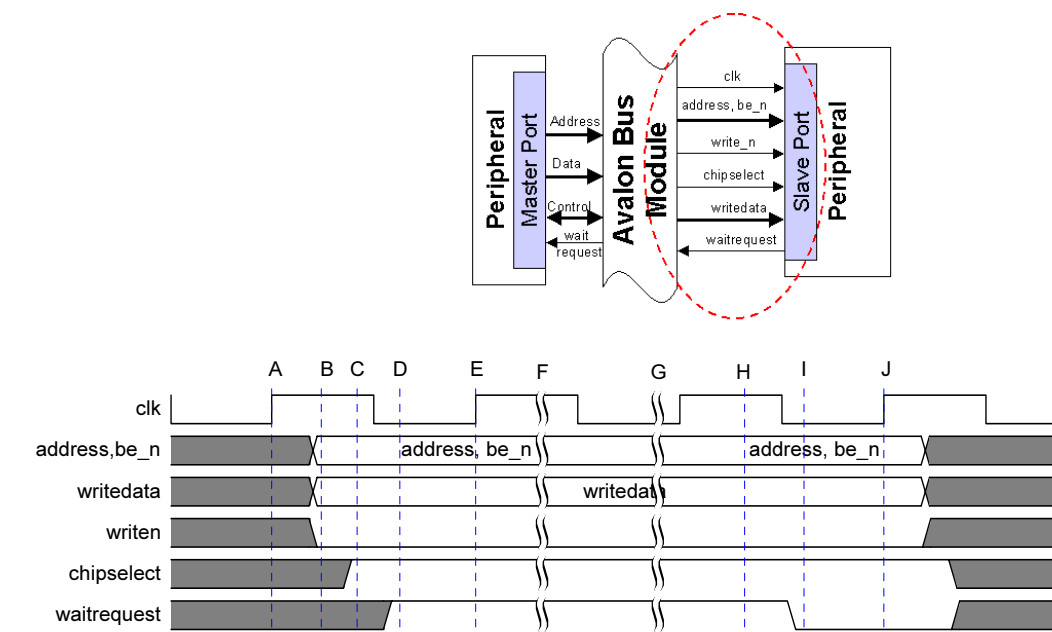 clk
address, be_n
write_n
chipselect
writedata
waitrequest
Address
Data
Control
wait
request
Peripheral
Master Port
Avalon Bus
Module
Slave Port
Peripheral
A B C D E F G H I J
clk
address,be_n address, be_n address, be_n
writedata writedata
writen
chipselect
waitrequest